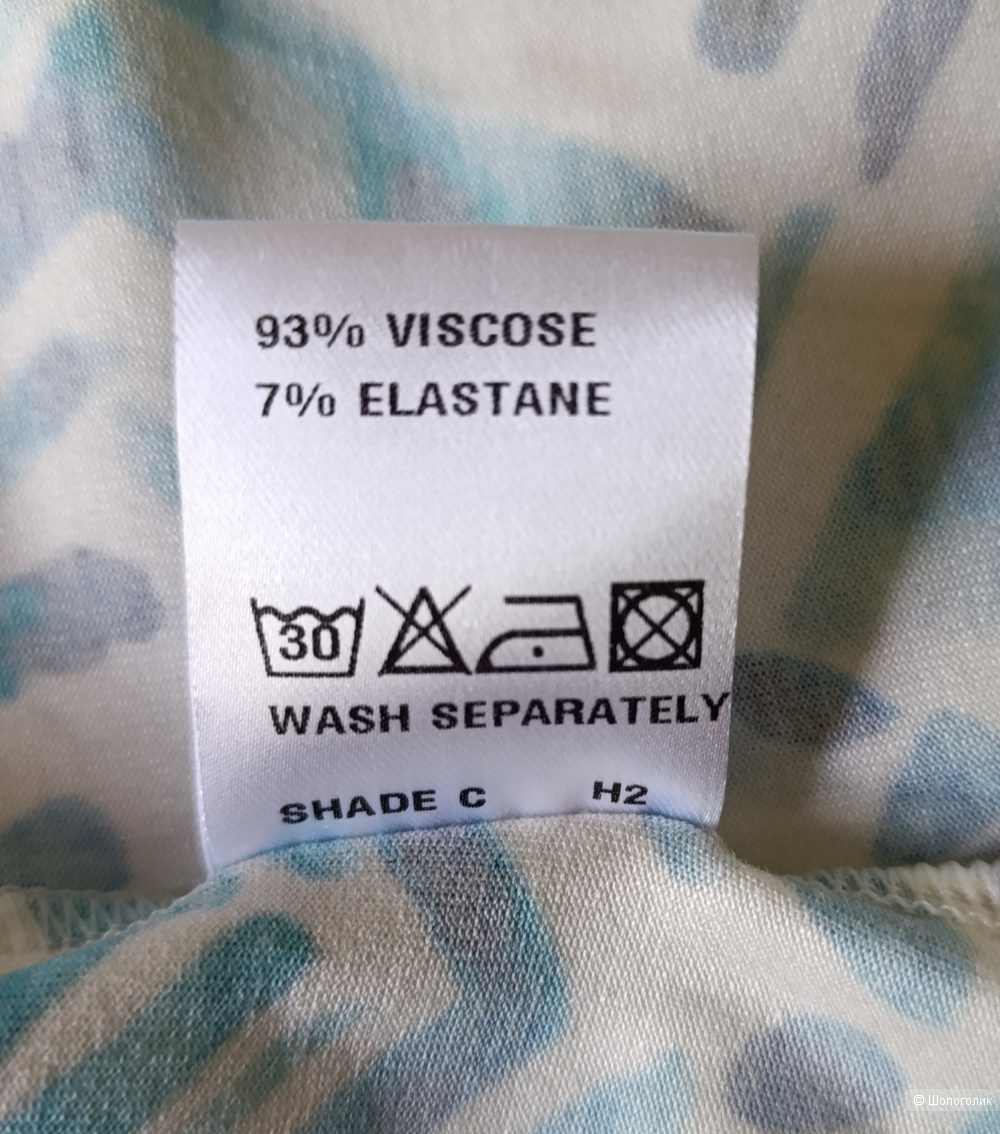 93% VISCOSE
7% ELASTANE
30
WASH SEPARATELY
SHADE C H2
© Шопоголик